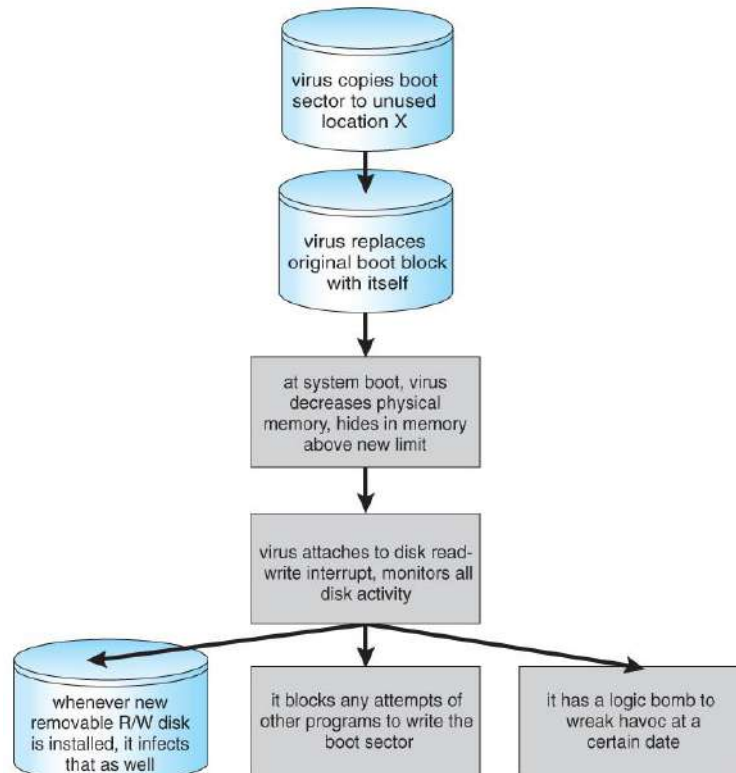 virus copies boot
sector to unused
location X
virus replaces
original boot block
with itself
at system boot, virus
decreases physical
memory, hides in memory
above new limit
virus attaches to disk read-
write interrupt, monitors all
disk activity
whenever new
removable R/W disk
is installed, it infects
that as well
it blocks any attempts of
other programs to write the
boot sector
it has a logic bomb to
wreak havoc at a
certain date